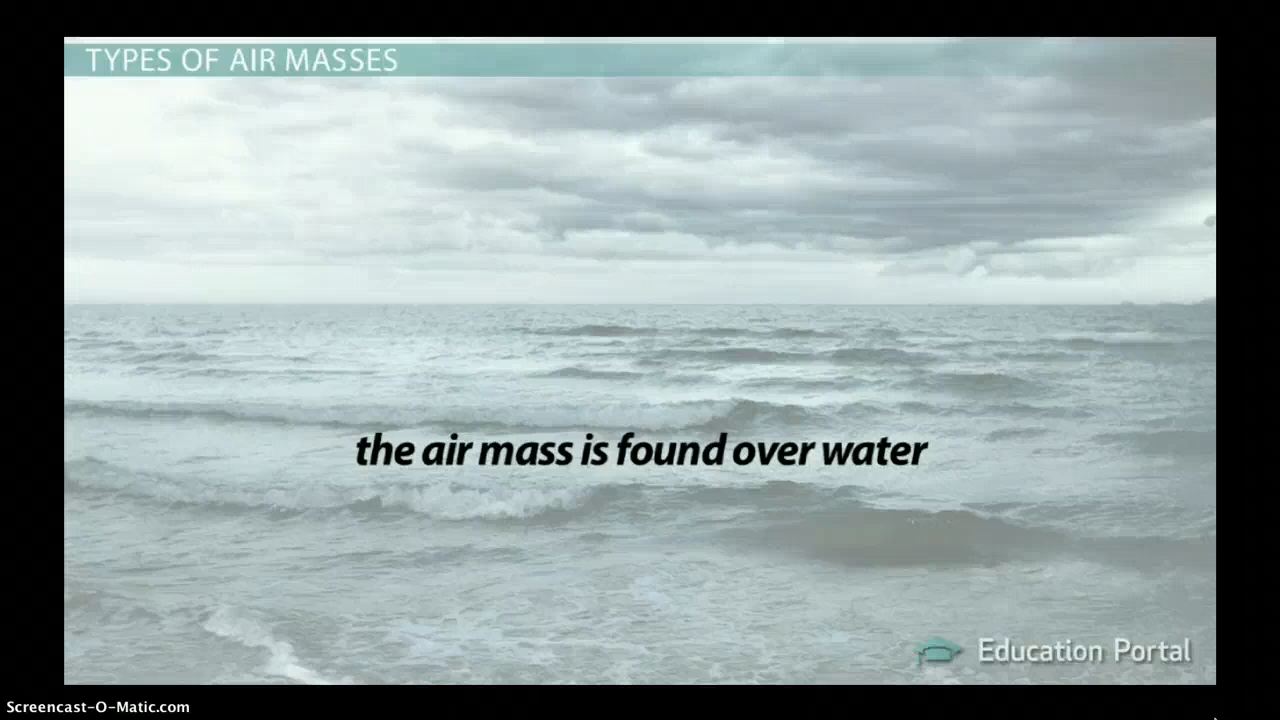 TYPES OF AIR MASSES
the air mass is found over water
Education Portal
Screencast-O-Matic.com